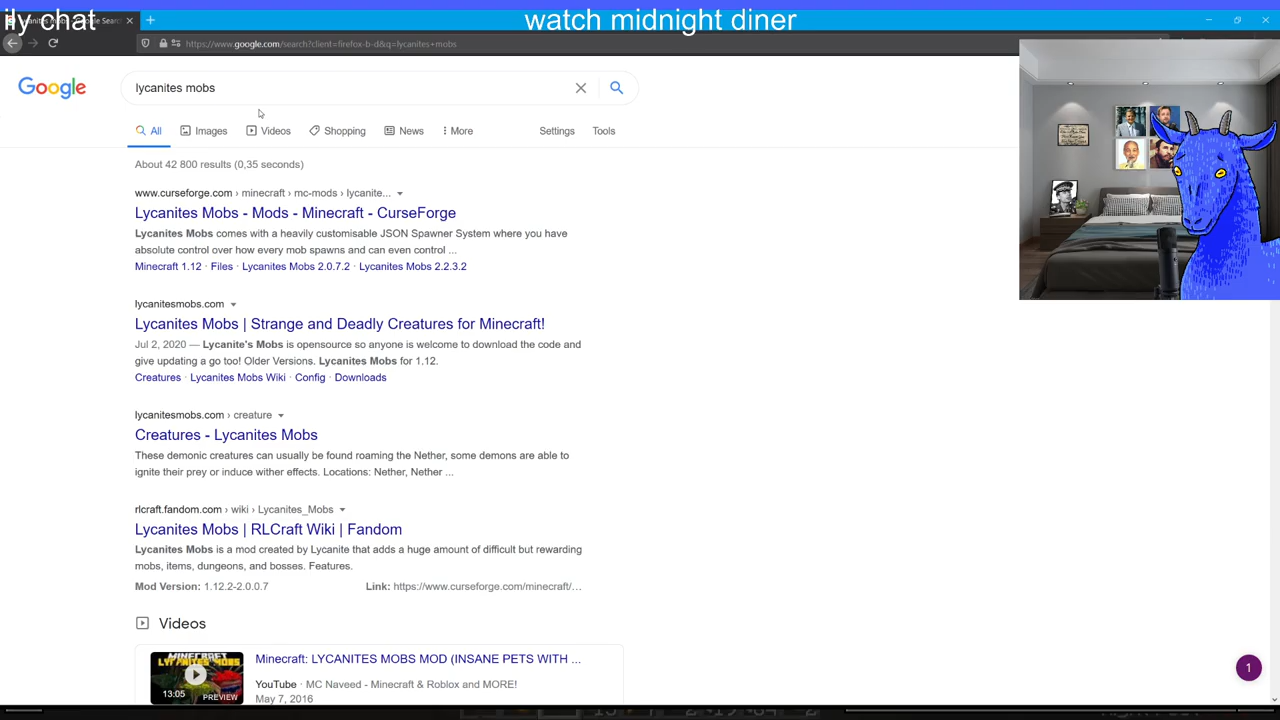 ily chat
watch midnight diner
https://www.google.com/search?client=firefox-b-d&q=lycanites+mobs
Google
lycanites mobs
All Images Videos Shopping News More Settings Tools
About 42 800 results (0,35 seconds)
www.curseforge.com › minecraft › mc-mods › lycanite...
Lycanites Mobs - Mods - Minecraft - CurseForge
Lycanites Mobs comes with a heavily customisable JSON Spawner System where you have
absolute control over how every mob spawns and can even control ...
Minecraft 1.12 · Files · Lycanites Mobs 2.0.7.2 · Lycanites Mobs 2.2.3.2
lycanitesmobs.com
Lycanites Mobs | Strange and Deadly Creatures for Minecraft!
Jul 2, 2020 — Lycanite's Mobs is opensource so anyone is welcome to download the code and
give updating a go too! Older Versions. Lycanites Mobs for 1.12.
Creatures · Lycanites Mobs Wiki · Config · Downloads
lycanitesmobs.com › creature
Creatures - Lycanites Mobs
These demonic creatures can usually be found roaming the Nether, some demons are able to
ignite their prey or induce wither effects. Locations: Nether, Nether ...
rlcraft.fandom.com › wiki › Lycanites_Mobs
Lycanites Mobs | RLCraft Wiki | Fandom
Lycanites Mobs is a mod created by Lycanite that adds a huge amount of difficult but rewarding
mobs, items, dungeons, and bosses. Features.
Mod Version: 1.12.2-2.0.0.7 Link: https://www.curseforge.com/minecraft/...
Videos
MINECRAFT
LYCANITES MOBS
13:05 PREVIEW
Minecraft: LYCANITES MOBS MOD (INSANE PETS WITH ...
YouTube · MC Naveed - Minecraft & Roblox and MORE!
May 7, 2016
1